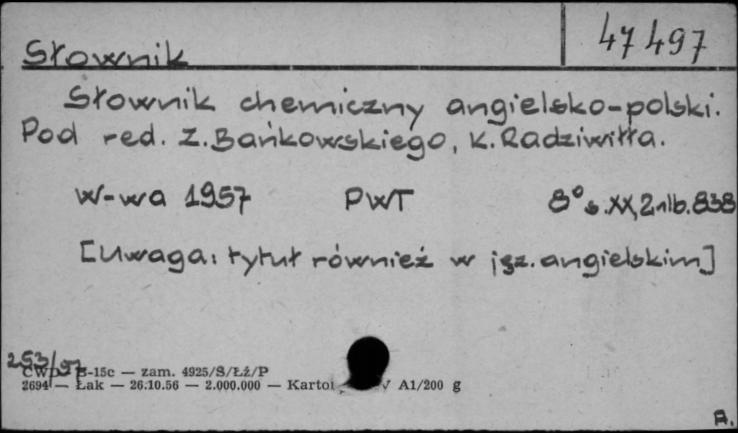 47497
Słownik
Słownik chemiczny angielsko-polski.
Pod red. Z. Bańkowskiego, K. Radziwiłła.
W-wa 1957 PWT 8° s. XX, 2 nlb. 838
[Uwaga: tytuł również w jęz. angielskim]
253/57
CWD B-15c — zam. 4925/S/Łź/P
2694 — Łak — 26.10.56 — 2.000.000 — V A1/200 g
A.